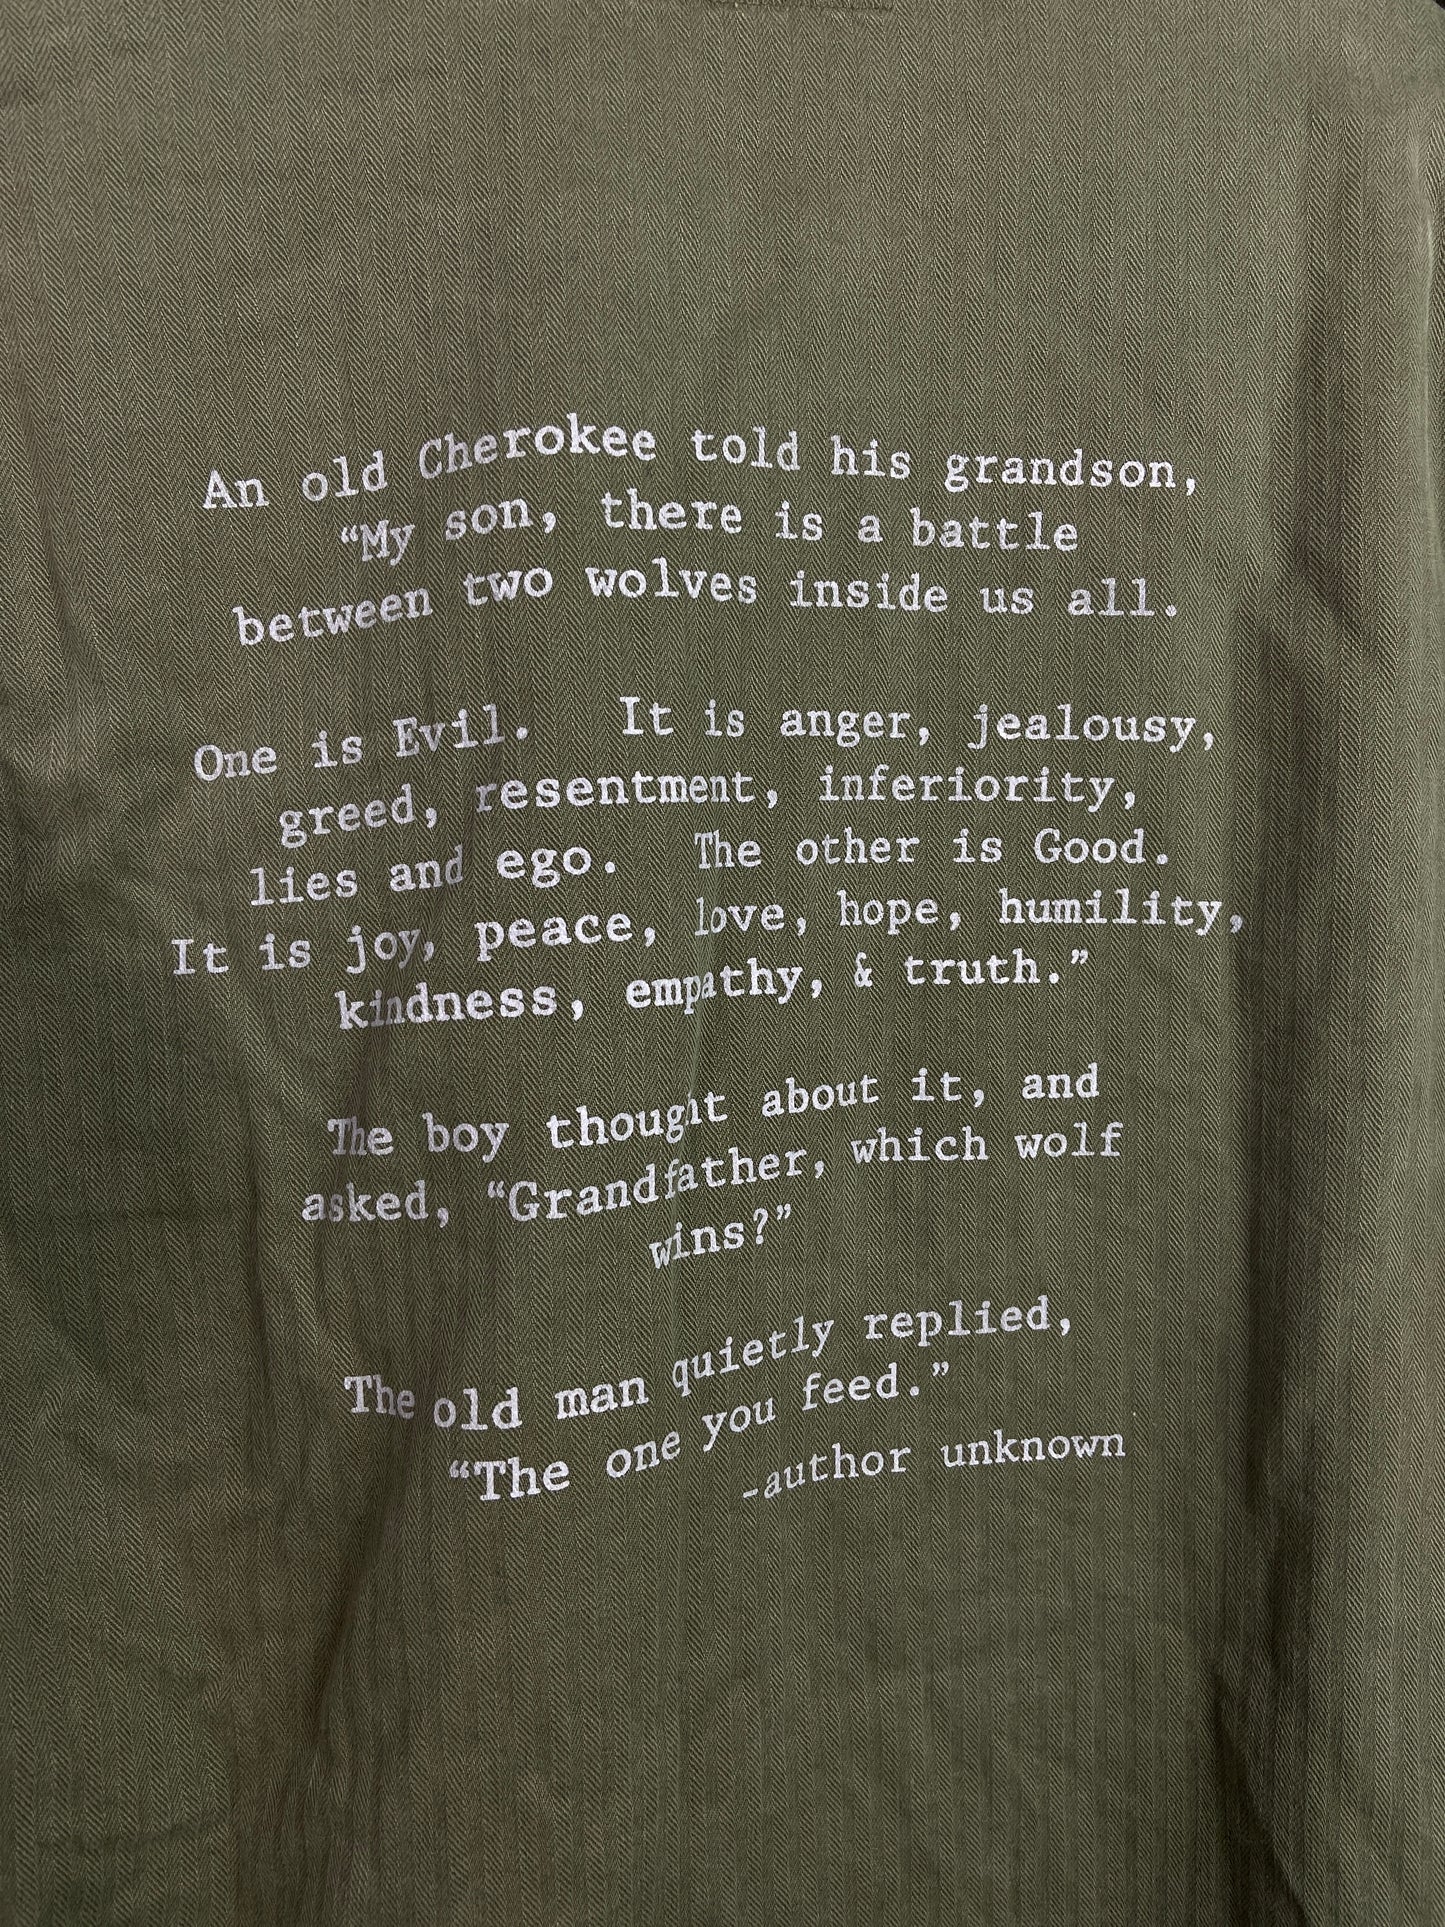 An old Cherokee told his grandson,
“My son, there is a battle
between two wolves inside us all.
One is Evil. It is anger, jealousy,
greed, resentment, inferiority,
lies and ego. The other is Good.
It is joy, peace, love, hope, humility,
kindness, empathy, & truth.”
The boy thought about it, and
asked, “Grandfather, which wolf
wins?”
The old man quietly replied,
“The one you feed.”
-author unknown